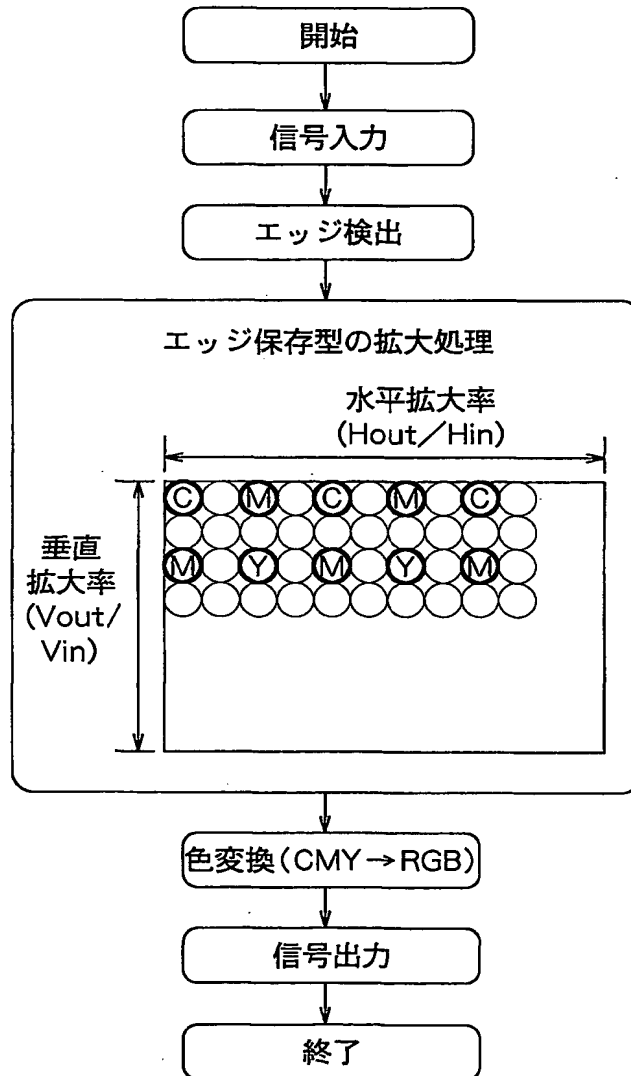 開始
信号入力
エッジ検出
エッジ保存型の拡大処理
水平拡大率
(Hout／Hin)
C M C M C
垂直
拡大率
(Vout/
Vin)
M Y M Y M
色変換(CMY→RGB)
信号出力
終了